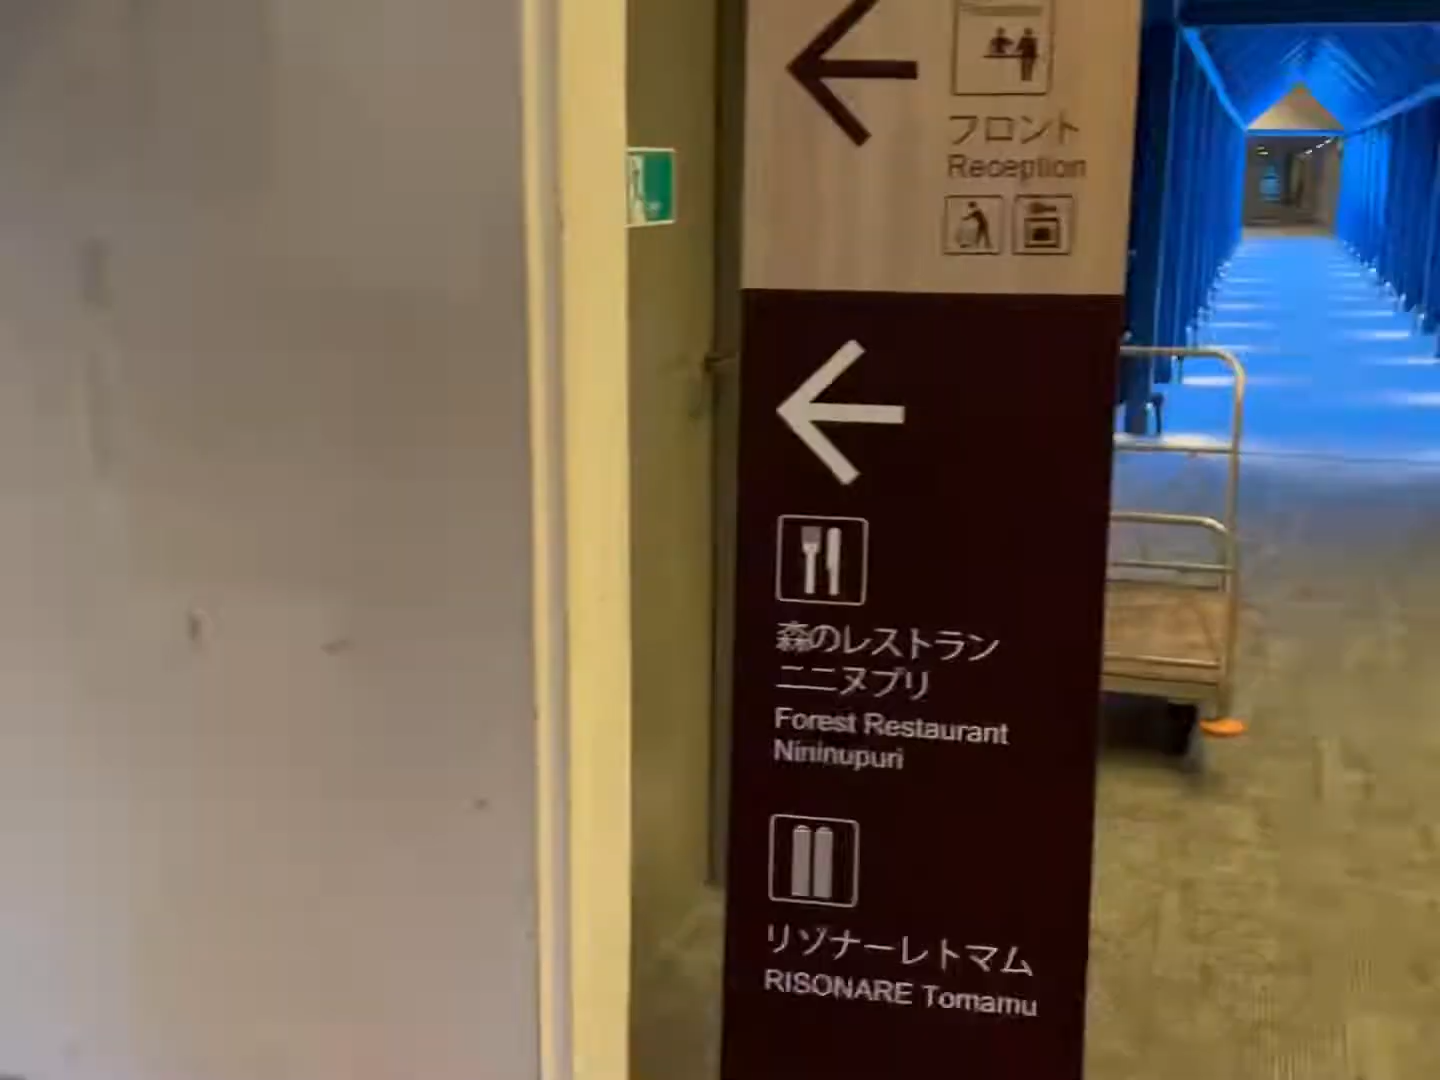 フロント
Reception
森のレストラン
ニニヌプリ
Forest Restaurant
Nininupuri
リゾナーレトマム
RISONARE Tomamu